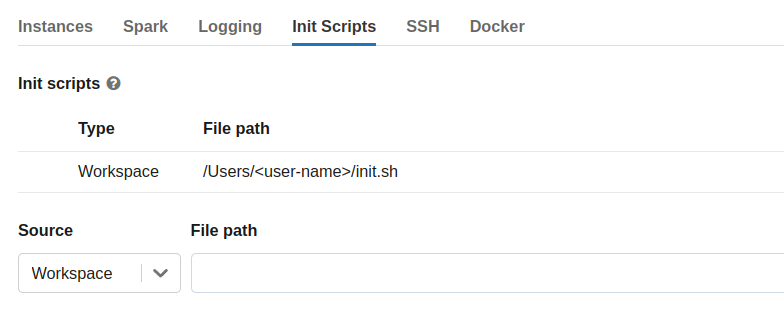 Instances Spark Logging Init Scripts SSH Docker
Init scripts ?
Type File path
Workspace /Users/<user-name>/init.sh
Source File path
Workspace